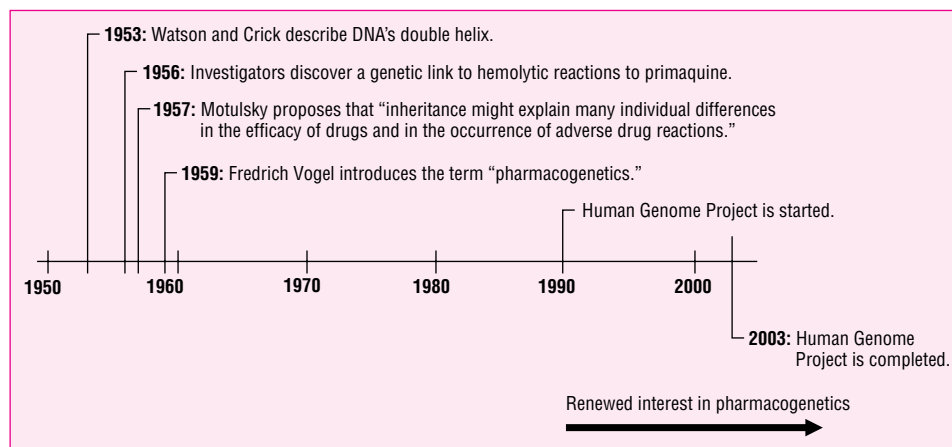 1953: Watson and Crick describe DNA's double helix.
1956: Investigators discover a genetic link to hemolytic reactions to primaquine.
1957: Motulsky proposes that “inheritance might explain many individual differences
in the efficacy of drugs and in the occurrence of adverse drug reactions.”
1959: Fredrich Vogel introduces the term “pharmacogenetics.”
Human Genome Project is started.
1950
1960
1970
1980
1990
2000
2003: Human Genome
Project is completed.
Renewed interest in pharmacogenetics